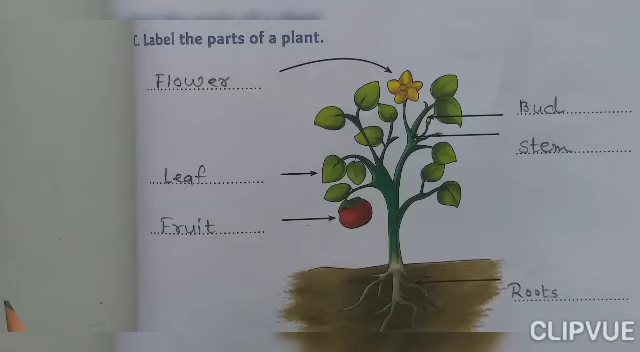 C. Label the parts of a plant.
Flower
Bud
Stem
Leaf
Fruit
Roots
CLIPVUE